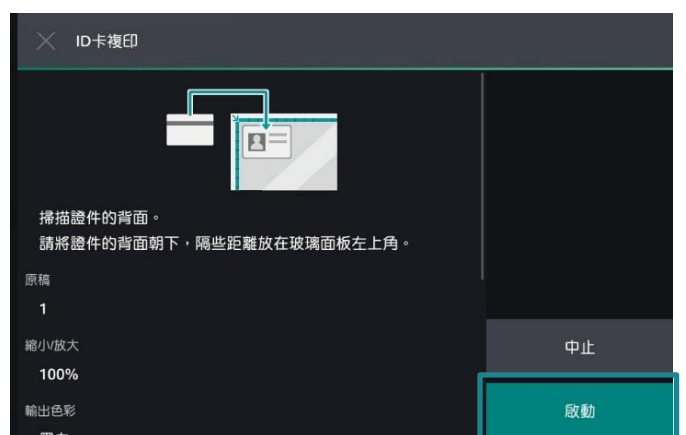 ID卡複印
掃描證件的背面。
請將證件的背面朝下，隔些距離放在玻璃面板左上角。
原稿
1
縮小/放大
100%
中止
輸出色彩
啟動